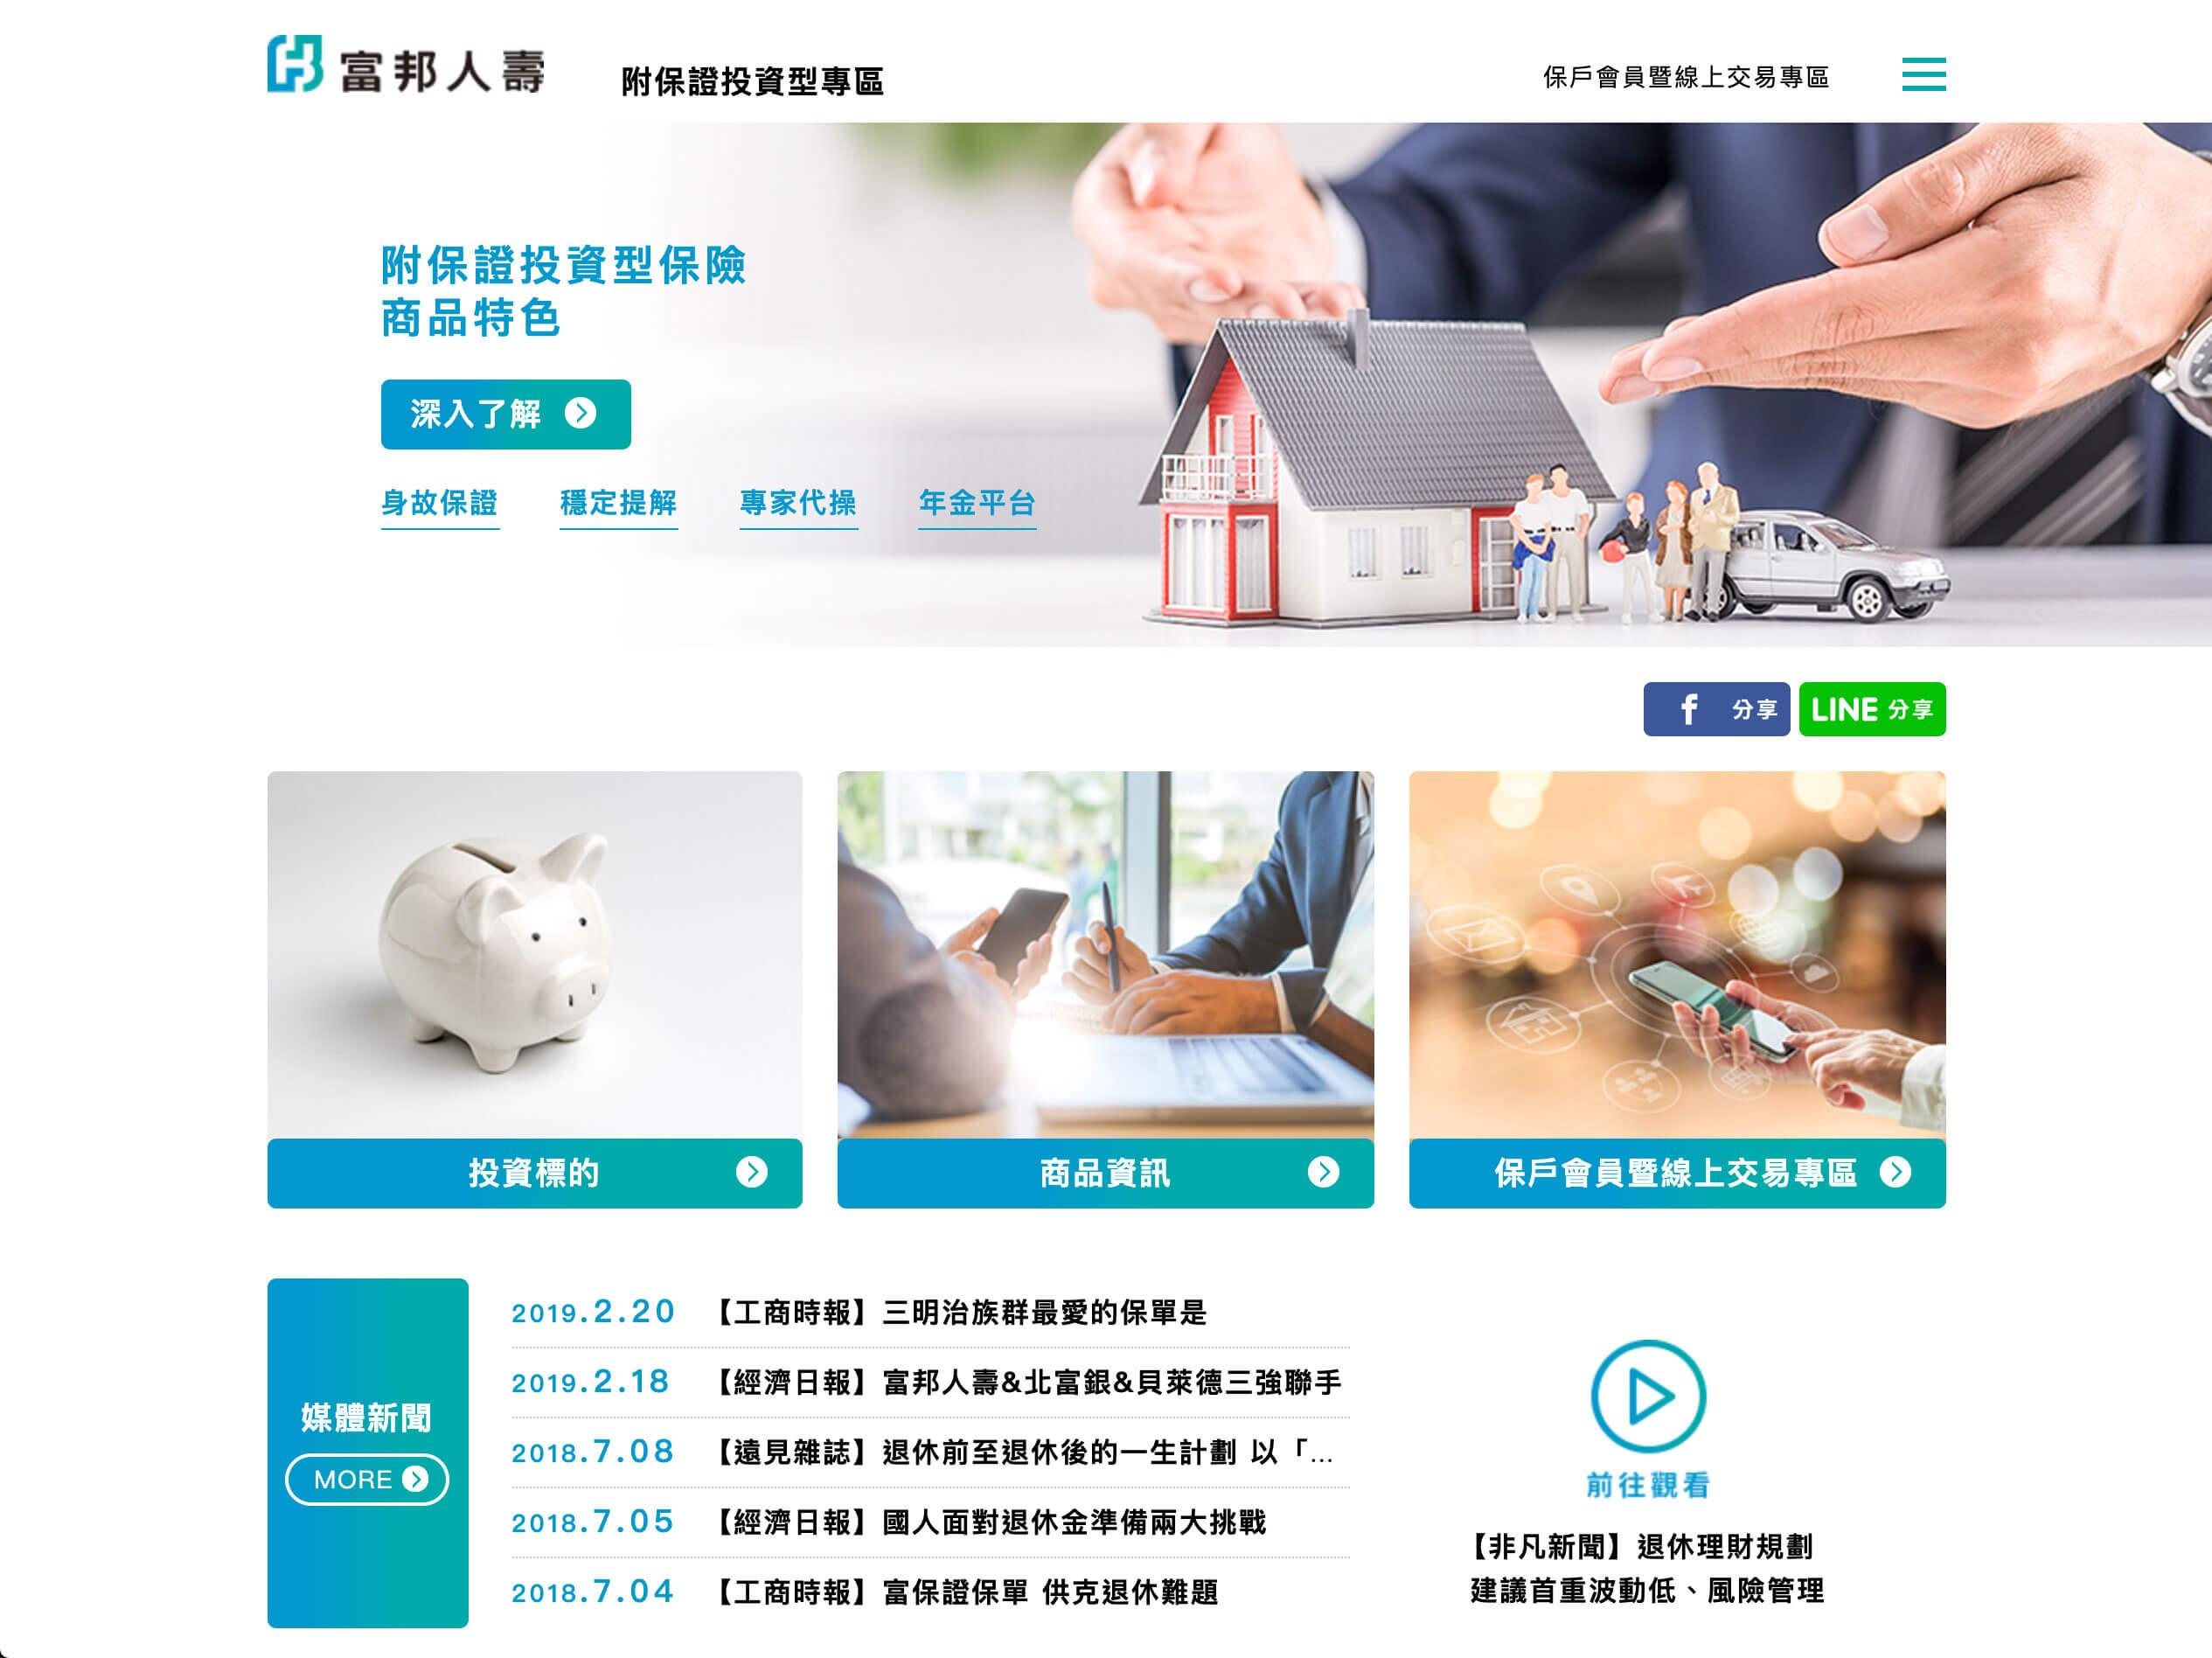 富邦人壽
附保證投資型專區
保戶會員暨線上交易專區
附保證投資型保險
商品特色
深入了解
身故保證 穩定提解 專家代操 年金平台
f 分享
LINE 分享
投資標的
商品資訊
保戶會員暨線上交易專區
媒體新聞
MORE
2019.2.20 【工商時報】三明治族群最愛的保單是
2019.2.18 【經濟日報】富邦人壽&北富銀&貝萊德三強聯手
2018.7.08 【遠見雜誌】退休前至退休後的一生計劃 以「...
2018.7.05 【經濟日報】國人面對退休金準備兩大挑戰
2018.7.04 【工商時報】富保證保單 供克退休難題
前往觀看
【非凡新聞】退休理財規劃
建議首重波動低、風險管理